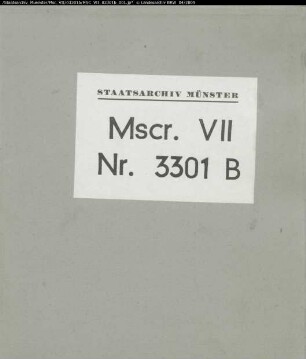 STAATSARCHIV MÜNSTER
Mscr. VII
Nr. 3301 B